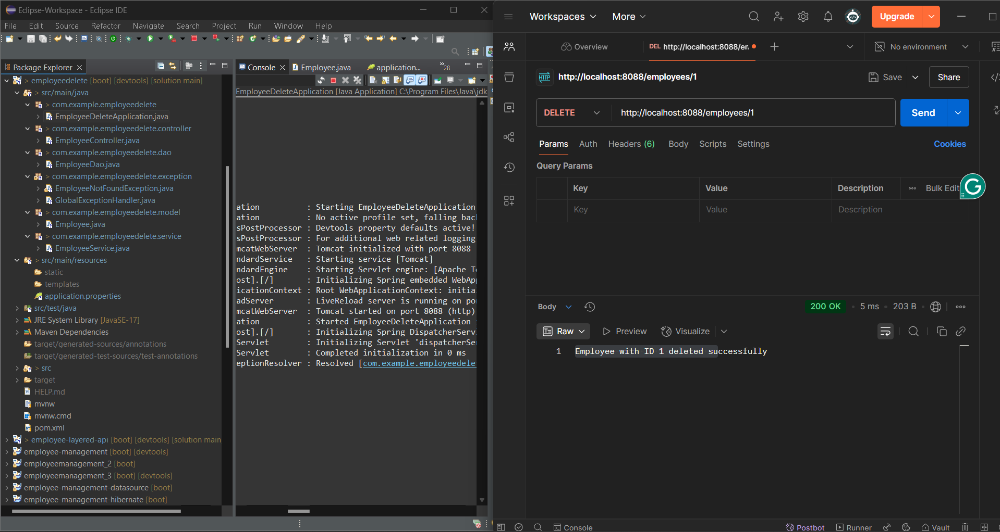 Eclipse-Workspace - Eclipse IDE
File Edit Source Refactor Navigate Search Project Run Window Help
Package Explorer
> employeedelete [boot] [devtools] [solution main]
> src/main/java
> com.example.employeedelete
EmployeeDeleteApplication.java
> com.example.employeedelete.controller
EmployeeController.java
> com.example.employeedelete.dao
EmployeeDao.java
> com.example.employeedelete.exception
EmployeeNotFoundException.java
GlobalExceptionHandler.java
> com.example.employeedelete.model
Employee.java
> com.example.employeedelete.service
EmployeeService.java
> src/main/resources
static
templates
application.properties
src/test/java
JRE System Library [JavaSE-17]
Maven Dependencies
target/generated-sources/annotations
target/generated-test-sources/test-annotations
> src
target
HELP.md
mvnw
mvnw.cmd
pom.xml
> employee-layered-api [boot] [devtools] [solution main
employee-management [boot] [devtools]
employeemanagement_2 [boot]
employeemanagement_3 [boot] [devtools]
employee-management-datasource [boot]
employee-management-hibernate [boot]
Console Employee.java application... »28
EmployeeDeleteApplication [Java Application] C:\Program Files\Java\jdk
ation : Starting EmployeeDeleteApplication
ation : No active profile set, falling bac
sPostProcessor : Devtools property defaults active!
sPostProcessor : For additional web related logging
mcatWebServer : Tomcat initialized with port 8088
ndardService : Starting service [Tomcat]
ndardEngine : Starting Servlet engine: [Apache T
ost].[/] : Initializing Spring embedded WebAp
icationContext : Root WebApplicationContext: initia
adServer : LiveReload server is running on po
mcatWebServer : Tomcat started on port 8088 (http)
ation : Started EmployeeDeleteApplication
ost].[/] : Initializing Spring DispatcherServ
Servlet : Initializing Servlet 'dispatcherSe
Servlet : Completed initialization in 0 ms
eptionResolver : Resolved [com.example.employeedele
Workspaces More Upgrade
Overview DEL http://localhost:8088/en No environment
HTTP http://localhost:8088/employees/1 Save Share
DELETE http://localhost:8088/employees/1 Send
Params Auth Headers (6) Body Scripts Settings Cookies
Query Params
Key Value Description Bulk Edit
Key Value Description
Body 200 OK 5 ms 203 B
Raw Preview Visualize
1 Employee with ID 1 deleted successfully
Console Postbot Runner Vault